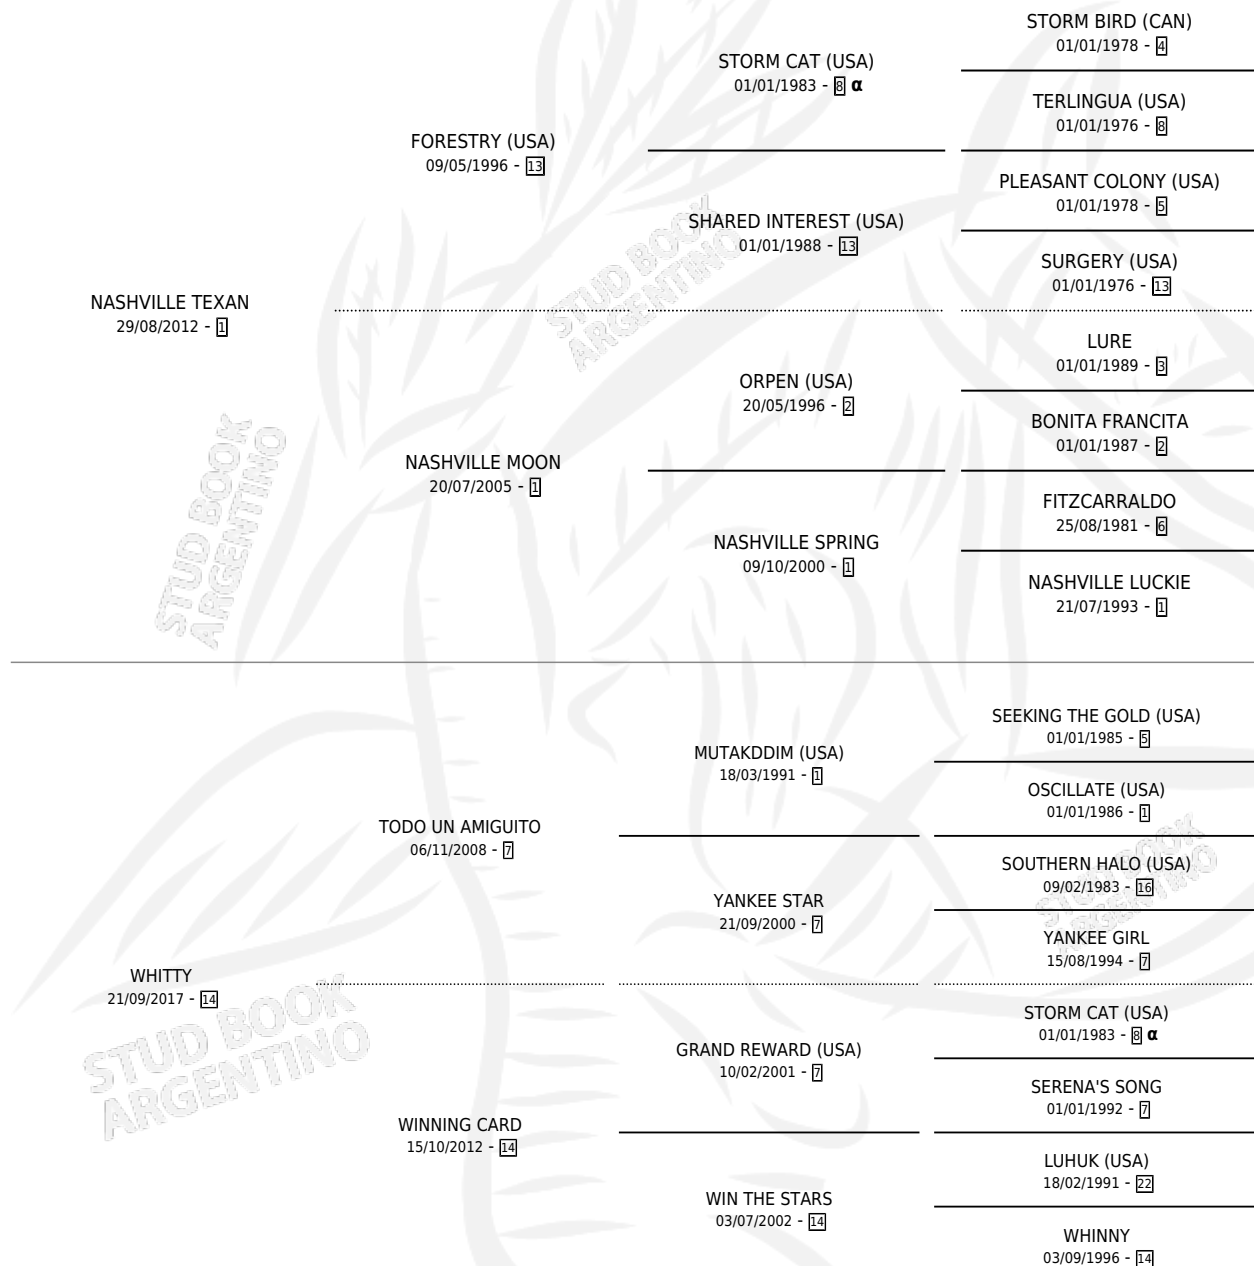 STORM BIRD (CAN)
01/01/1978 - 4
STORM CAT (USA)
01/01/1983 - 8 α
TERLINGUA (USA)
01/01/1976 - 8
FORESTRY (USA)
09/05/1996 - 13
PLEASANT COLONY (USA)
01/01/1978 - 5
SHARED INTEREST (USA)
01/01/1988 - 13
SURGERY (USA)
01/01/1976 - 13
NASHVILLE TEXAN
29/08/2012 - 1
LURE
01/01/1989 - 3
ORPEN (USA)
20/05/1996 - 2
BONITA FRANCITA
01/01/1987 - 2
NASHVILLE MOON
20/07/2005 - 1
FITZCARRALDO
25/08/1981 - 6
NASHVILLE SPRING
09/10/2000 - 1
NASHVILLE LUCKIE
21/07/1993 - 1
SEEKING THE GOLD (USA)
01/01/1985 - 5
MUTAKDDIM (USA)
18/03/1991 - 1
OSCILLATE (USA)
01/01/1986 - 1
TODO UN AMIGUITO
06/11/2008 - 7
SOUTHERN HALO (USA)
09/02/1983 - 16
YANKEE STAR
21/09/2000 - 7
YANKEE GIRL
15/08/1994 - 7
WHITTY
21/09/2017 - 14
STORM CAT (USA)
01/01/1983 - 8 α
GRAND REWARD (USA)
10/02/2001 - 7
SERENA'S SONG
01/01/1992 - 7
WINNING CARD
15/10/2012 - 14
LUHUK (USA)
18/02/1991 - 22
WIN THE STARS
03/07/2002 - 14
WHINNY
03/09/1996 - 14
STUD BOOK
ARGENTINO
STUD BOOK
ARGENTINO
STUD BOOK
ARGENTINO
STUD BOOK
ARGENTINO